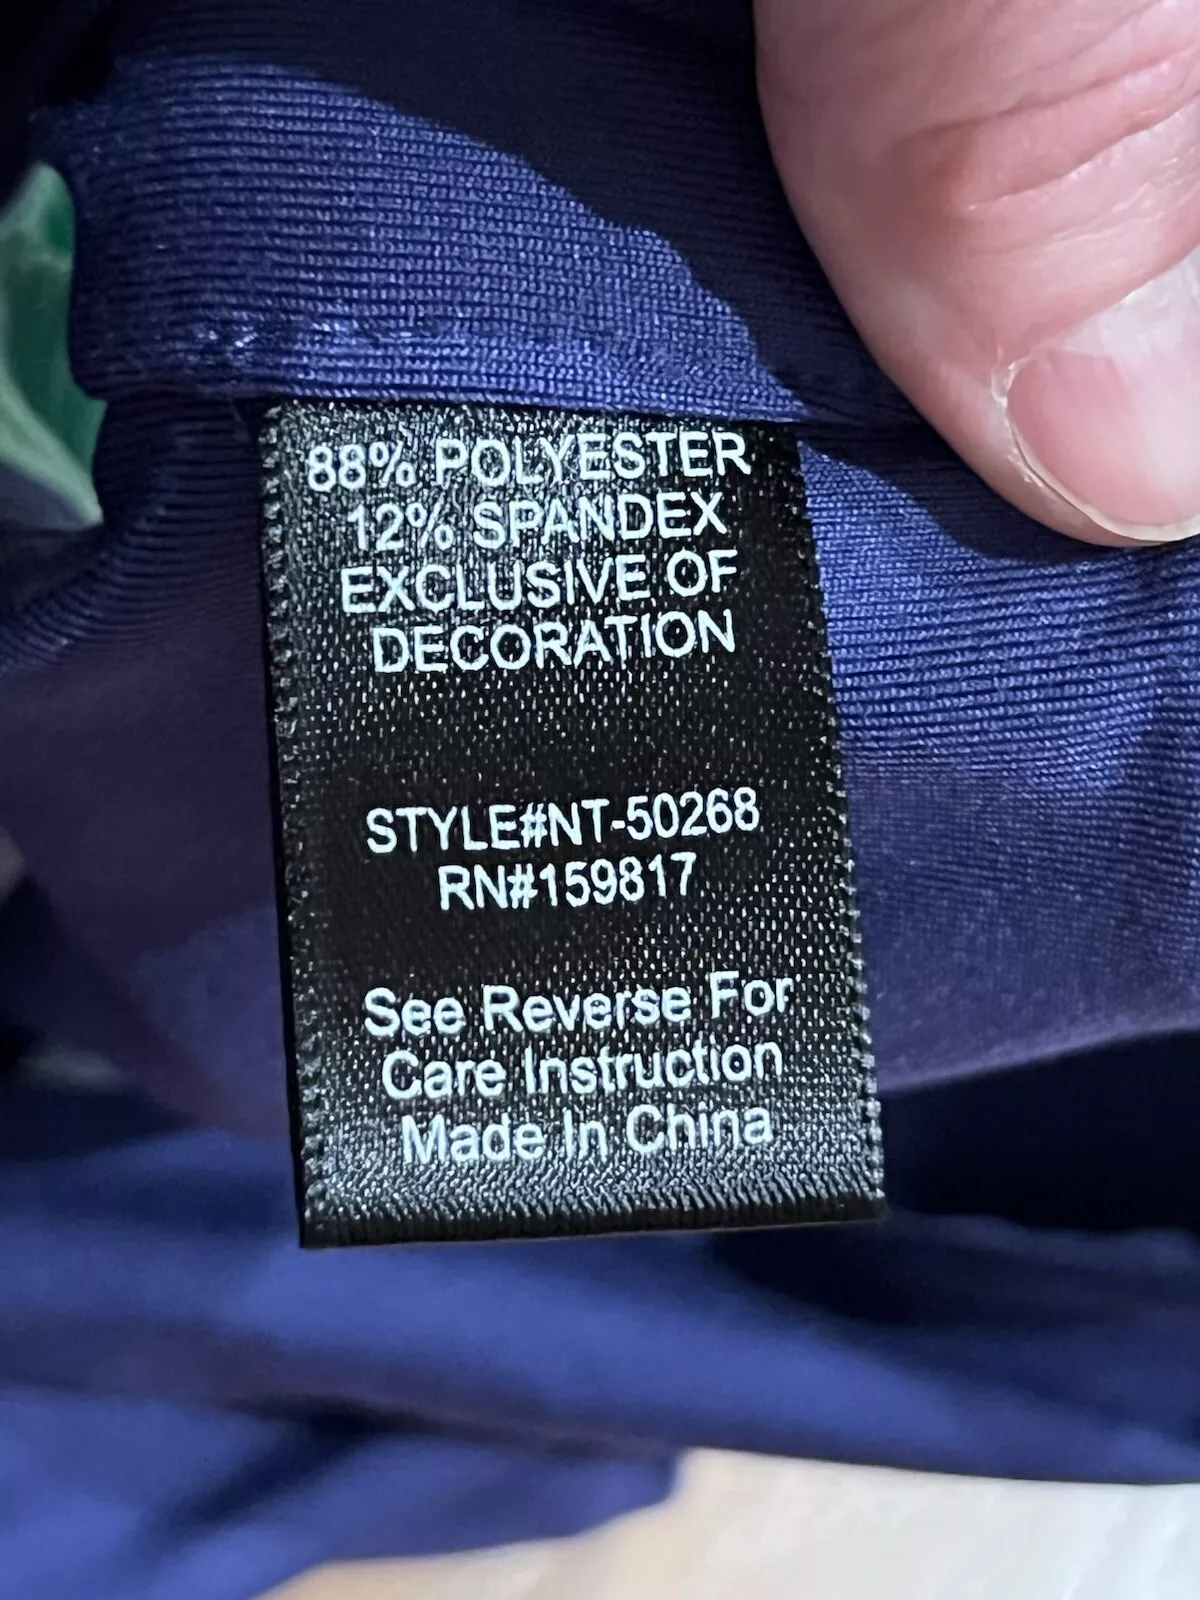 88% POLYESTER
12% SPANDEX
EXCLUSIVE OF
DECORATION
STYLE#NT-50268
RN#159817
See Reverse For
Care Instruction
Made In China